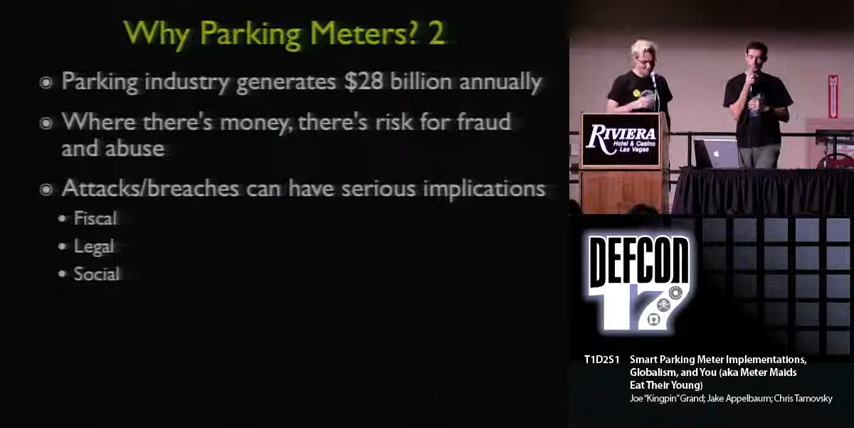 Why Parking Meters? 2
Parking industry generates $28 billion annually
Where there's money, there's risk for fraud
and abuse
Attacks/breaches can have serious implications
Fiscal
Legal
Social
RIVIERA
Hotel & Casino
Las Vegas
DEFCON
17
T1D2S1 Smart Parking Meter Implementations,
Globalism, and You (aka Meter Maids
Eat Their Young)
Joe "Kingpin" Grand; Jake Appelbaum; Chris Tarnovsky